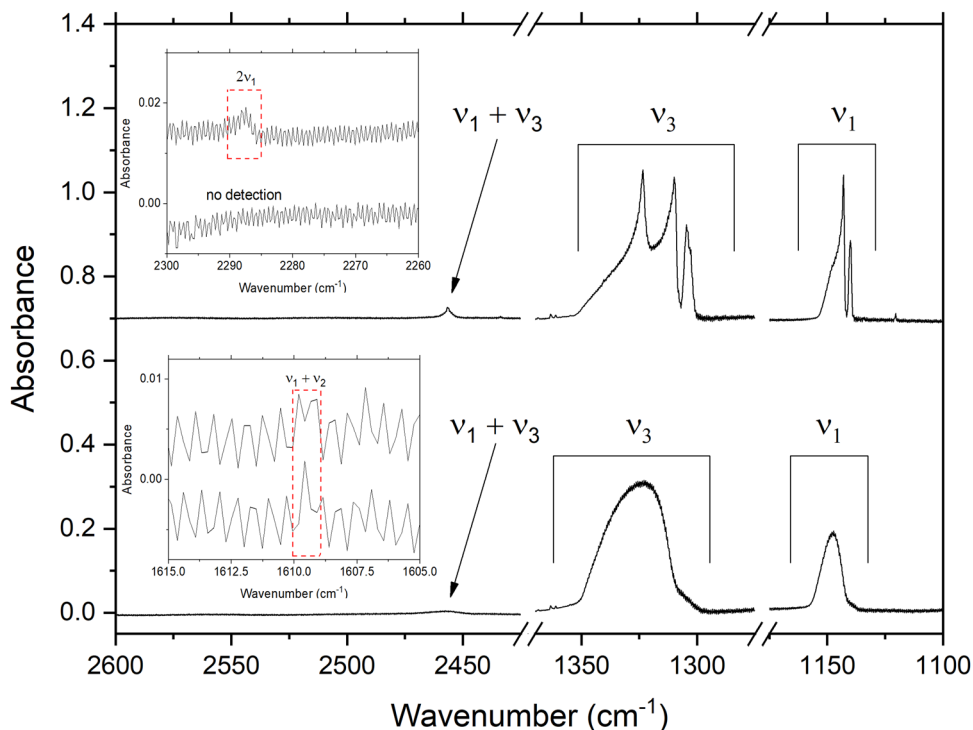 Absorbance
1.4
1.2
1.0
0.8
0.6
0.4
0.2
0.0
2600 2550 2500 2450 1350 1300 1150 1100
Wavenumber (cm⁻¹)
ν₁ + ν₃
ν₃
ν₁
ν₁ + ν₃
ν₃
ν₁
Absorbance
0.02
0.00
2ν₁
no detection
2300 2290 2280 2270 2260
Wavenumber (cm⁻¹)
Absorbance
0.01
0.00
ν₁ + ν₂
1615.0 1612.5 1610.0 1607.5 1605.0
Wavenumber (cm⁻¹)